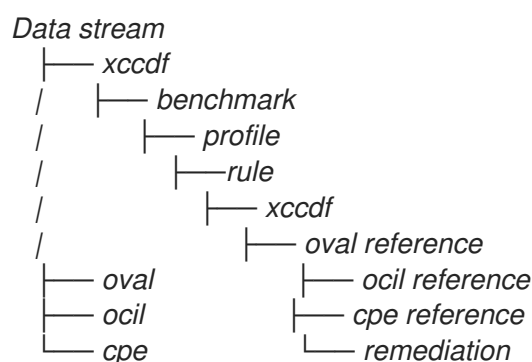 Data stream
├── xccdf
/ ├── benchmark
/ ├── profile
/ ├──rule
/ ├── xccdf
/ ├── oval reference
├── oval ├── ocil reference
├── ocil ├── cpe reference
└── cpe └── remediation